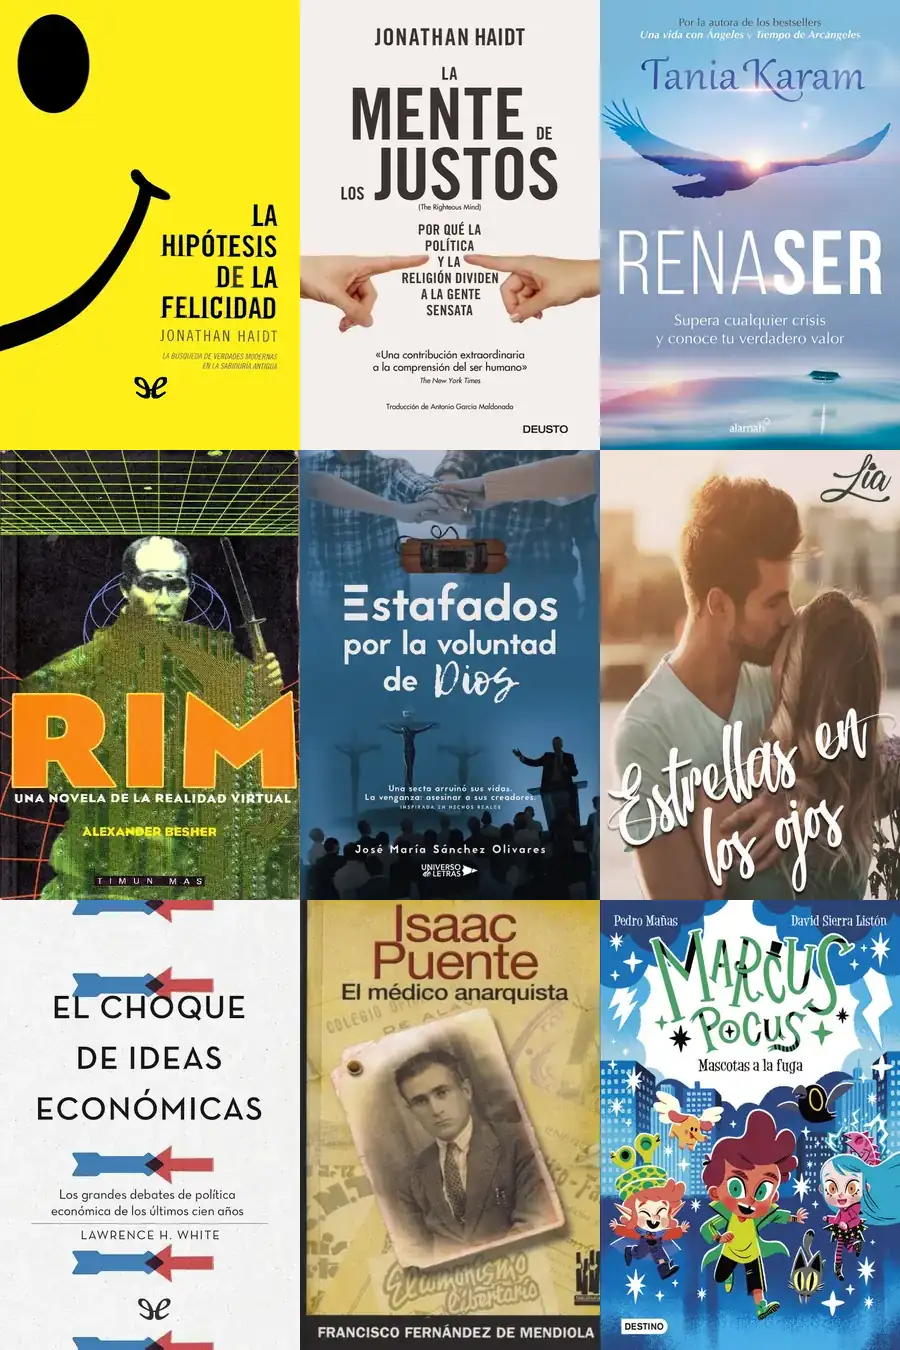 LA
HIPÓTESIS
DE LA
FELICIDAD
JONATHAN HAIDT
LA BÚSQUEDA DE VERDADES MODERNAS
EN LA SABIDURÍA ANTIGUA
JONATHAN HAIDT
LA
MENTE DE
LOS JUSTOS
(The Righteous Mind)
POR QUÉ LA
POLÍTICA
Y LA
RELIGIÓN DIVIDEN
A LA GENTE
SENSATA
«Una contribución extraordinaria
a la comprensión del ser humano»
The New York Times
Traducción de Antonio García Maldonado
DEUSTO
Por la autora de los bestsellers
Una vida con Ángeles y Tiempo de Arcángeles
Tania Karam
RENASER
Supera cualquier crisis
y conoce tu verdadero valor
alamah
RIM
UNA NOVELA DE LA REALIDAD VIRTUAL
ALEXANDER BESHER
TIMUN MAS
Estafados
por la voluntad
de Dios
Una secta arruinó sus vidas.
La venganza: asesinar a sus creadores.
INSPIRADA EN HECHOS REALES
José María Sánchez Olivares
UNIVERSO
de LETRAS
Lia
Estrellas en
los ojos
EL CHOQUE
DE IDEAS
ECONÓMICAS
Los grandes debates de política
económica de los últimos cien años
LAWRENCE H. WHITE
Isaac
Puente
El médico anarquista
COLEGIO
DE ALAVA
El comunismo
libertario
FRANCISCO FERNÁNDEZ DE MENDIOLA
Pedro Mañas
David Sierra Listón
MARCUS
POCUS
Mascotas a la fuga
DESTINO